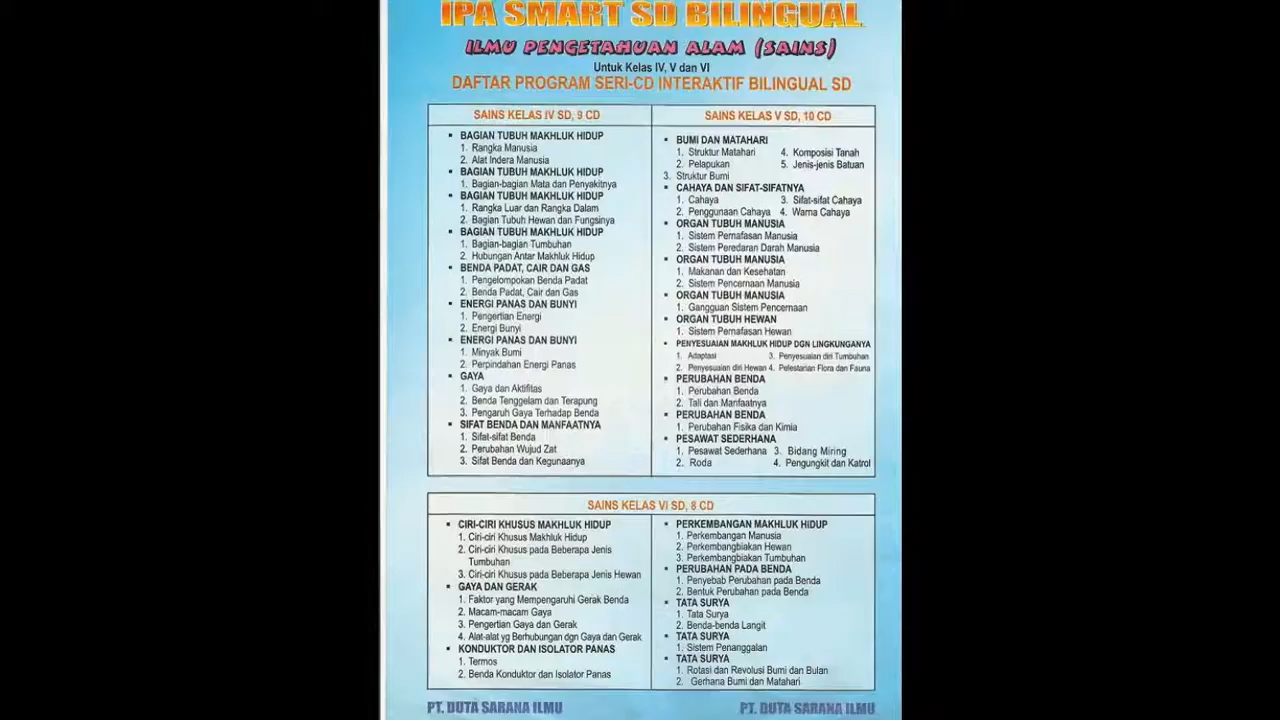 IPA SMART SD BILINGUAL
ILMU PENGETAHUAN ALAM (SAINS)
Untuk Kelas IV, V dan VI
DAFTAR PROGRAM SERI-CD INTERAKTIF BILINGUAL SD
SAINS KELAS IV SD, 9 CD
▪ BAGIAN TUBUH MAKHLUK HIDUP
1. Rangka Manusia
2. Alat Indera Manusia
▪ BAGIAN TUBUH MAKHLUK HIDUP
1. Bagian-bagian Mata dan Penyakitnya
▪ BAGIAN TUBUH MAKHLUK HIDUP
1. Rangka Luar dan Rangka Dalam
2. Bagian Tubuh Hewan dan Fungsinya
▪ BAGIAN TUBUH MAKHLUK HIDUP
1. Bagian-bagian Tumbuhan
2. Hubungan Antar Makhluk Hidup
▪ BENDA PADAT, CAIR DAN GAS
1. Pengelompokan Benda Padat
2. Benda Padat, Cair dan Gas
▪ ENERGI PANAS DAN BUNYI
1. Pengertian Energi
2. Energi Bunyi
▪ ENERGI PANAS DAN BUNYI
1. Minyak Bumi
2. Perpindahan Energi Panas
▪ GAYA
1. Gaya dan Aktifitas
2. Benda Tenggelam dan Terapung
3. Pengaruh Gaya Terhadap Benda
▪ SIFAT BENDA DAN MANFAATNYA
1. Sifat-sifat Benda
2. Perubahan Wujud Zat
3. Sifat Benda dan Kegunaanya
SAINS KELAS V SD, 10 CD
▪ BUMI DAN MATAHARI
1. Struktur Matahari 4. Komposisi Tanah
2. Pelapukan 5. Jenis-jenis Batuan
3. Struktur Bumi
▪ CAHAYA DAN SIFAT-SIFATNYA
1. Cahaya 3. Sifat-sifat Cahaya
2. Penggunaan Cahaya 4. Warna Cahaya
▪ ORGAN TUBUH MANUSIA
1. Sistem Pernafasan Manusia
2. Sistem Peredaran Darah Manusia
▪ ORGAN TUBUH MANUSIA
1. Makanan dan Kesehatan
2. Sistem Pencernaan Manusia
▪ ORGAN TUBUH MANUSIA
1. Gangguan Sistem Pencernaan
▪ ORGAN TUBUH HEWAN
1. Sistem Pernafasan Hewan
▪ PENYESUAIAN MAKHLUK HIDUP DGN LINGKUNGANYA
1. Adaptasi 3. Penyesuaian diri Tumbuhan
2. Penyesuaian diri Hewan 4. Pelestarian Flora dan Fauna
▪ PERUBAHAN BENDA
1. Perubahan Benda
2. Tali dan Manfaatnya
▪ PERUBAHAN BENDA
1. Perubahan Fisika dan Kimia
▪ PESAWAT SEDERHANA
1. Pesawat Sederhana 3. Bidang Miring
2. Roda 4. Pengungkit dan Katrol
SAINS KELAS VI SD, 8 CD
▪ CIRI-CIRI KHUSUS MAKHLUK HIDUP
1. Ciri-ciri Khusus Makhluk Hidup
2. Ciri-ciri Khusus pada Beberapa Jenis
Tumbuhan
3. Ciri-ciri Khusus pada Beberapa Jenis Hewan
▪ GAYA DAN GERAK
1. Faktor yang Mempengaruhi Gerak Benda
2. Macam-macam Gaya
3. Pengertian Gaya dan Gerak
4. Alat-alat yg Berhubungan dgn Gaya dan Gerak
▪ KONDUKTOR DAN ISOLATOR PANAS
1. Termos
2. Benda Konduktor dan Isolator Panas
▪ PERKEMBANGAN MAKHLUK HIDUP
1. Perkembangan Manusia
2. Perkembangbiakan Hewan
3. Perkembangbiakan Tumbuhan
▪ PERUBAHAN PADA BENDA
1. Penyebab Perubahan pada Benda
2. Bentuk Perubahan pada Benda
▪ TATA SURYA
1. Tata Surya
2. Benda-benda Langit
▪ TATA SURYA
1. Sistem Penanggalan
▪ TATA SURYA
1. Rotasi dan Revolusi Bumi dan Bulan
2. Gerhana Bumi dan Matahari
PT. DUTA SARANA ILMU
PT. DUTA SARANA ILMU